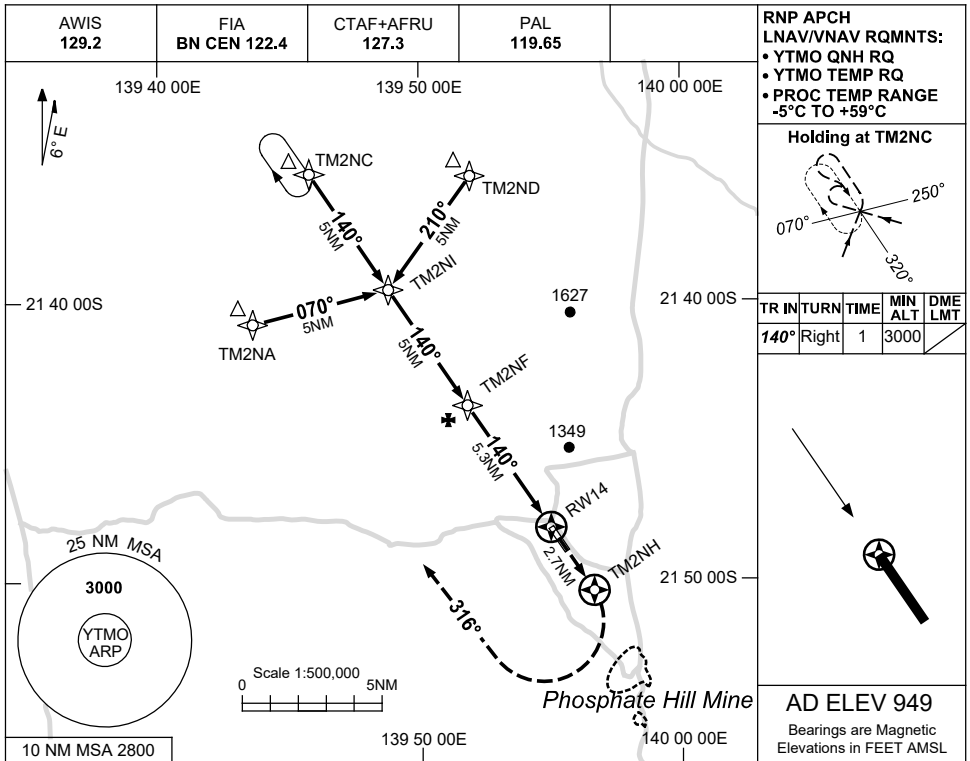 AWIS
129.2
FIA
BN CEN 122.4
CTAF+AFRU
127.3
PAL
119.65
RNP APCH
LNAV/VNAV RQMNTS:
• YTMO QNH RQ
• YTMO TEMP RQ
• PROC TEMP RANGE
-5°C TO +59°C
139 40 00E
139 50 00E
140 00 00E
6° E
Holding at TM2NC
250°
070°
320°
TM2NC
TM2ND
140°
5NM
210°
5NM
TM2NI
21 40 00S
070°
5NM
TM2NA
1627
21 40 00S
TR IN
TURN
TIME
MIN
ALT
DME
LMT
140°
Right
1
3000
140°
5NM
TM2NF
1349
140°
5.3NM
RW14
2.7NM
TM2NH
25 NM MSA
3000
YTMO
ARP
316°
21 50 00S
Scale 1:500,000
0
5NM
Phosphate Hill Mine
10 NM MSA 2800
139 50 00E
140 00 00E
AD ELEV 949
Bearings are Magnetic
Elevations in FEET AMSL